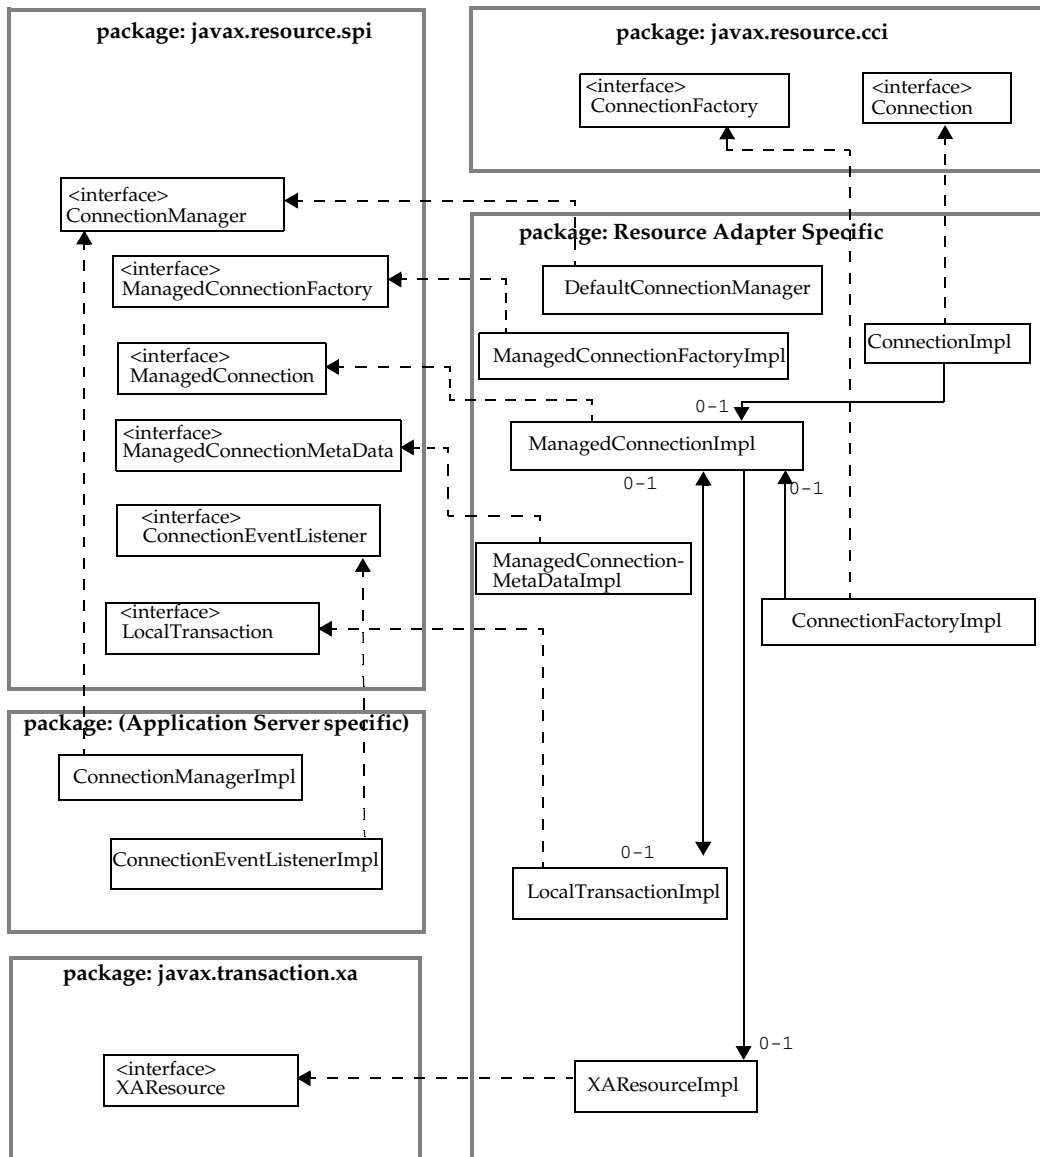 package: javax.resource.spi
<interface>
ConnectionManager
<interface>
ManagedConnectionFactory
<interface>
ManagedConnection
<interface>
ManagedConnectionMetaData
<interface>
ConnectionEventListener
<interface>
LocalTransaction
package: javax.resource.cci
<interface>
ConnectionFactory
<interface>
Connection
package: Resource Adapter Specific
DefaultConnectionManager
ManagedConnectionFactoryImpl
ConnectionImpl
0-1
ManagedConnectionImpl
0-1
0-1
ManagedConnection-
MetaDataImpl
ConnectionFactoryImpl
0-1
LocalTransactionImpl
0-1
XAResourceImpl
package: (Application Server specific)
ConnectionManagerImpl
ConnectionEventListenerImpl
package: javax.transaction.xa
<interface>
XAResource